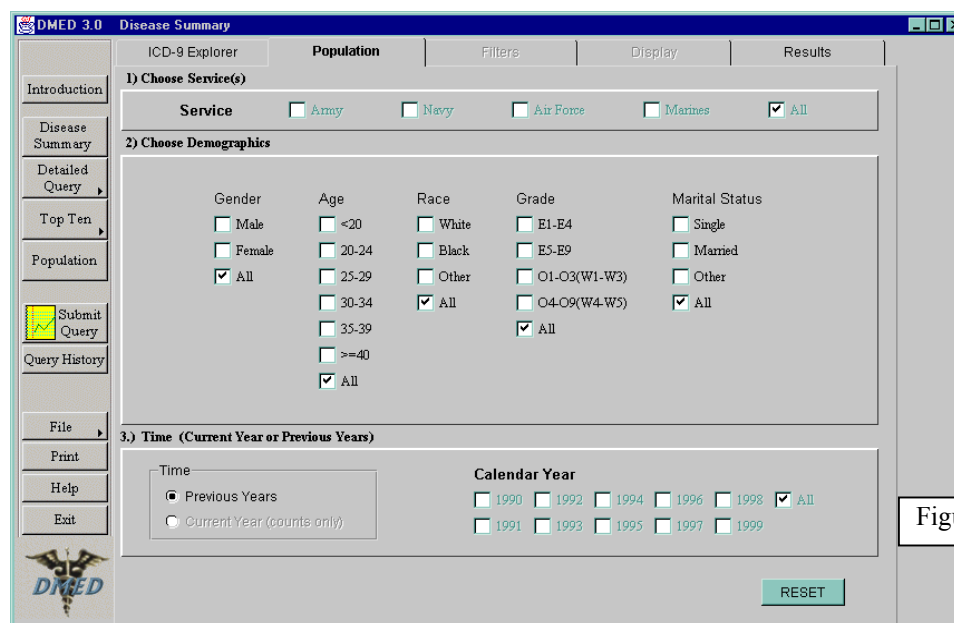 DMED 3.0 Disease Summary
ICD-9 Explorer Population Filters Display Results
Introduction
Disease Summary
Detailed Query
Top Ten
Population
Submit Query
Query History
File
Print
Help
Exit
DMED
1) Choose Service(s)
Service Army Navy Air Force Marines All
2) Choose Demographics
Gender Age Race Grade Marital Status
Male <20 White E1-E4 Single
Female 20-24 Black E5-E9 Married
All 25-29 Other O1-O3(W1-W3) Other
30-34 All O4-O9(W4-W5) All
35-39 All
>=40
All
3.) Time (Current Year or Previous Years)
Time Calendar Year
Previous Years 1990 1992 1994 1996 1998 All
Current Year (counts only) 1991 1993 1995 1997 1999
RESET